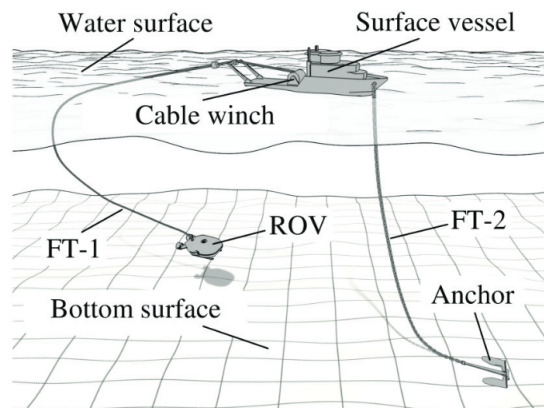 Water surface
Surface vessel
Cable winch
FT-1
ROV
FT-2
Bottom surface
Anchor